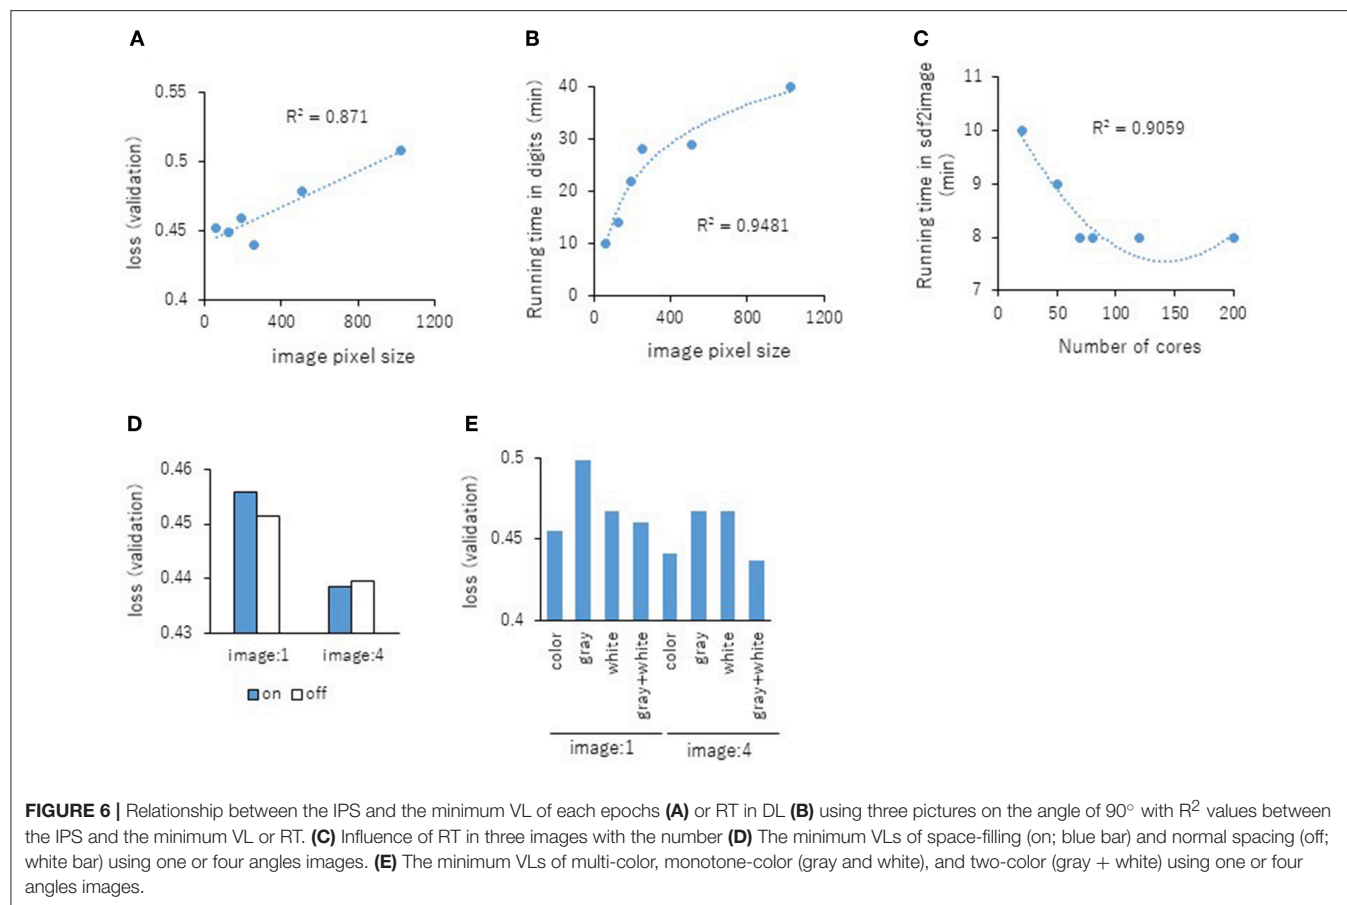 A
B
C
loss (validation)
0.55
0.5
0.45
0.4
R² = 0.871
0 400 800 1200
image pixel size
Running time in digits (min)
40
30
20
10
0
R² = 0.9481
0 400 800 1200
image pixel size
Running time in sdf2image
(min)
11
10
9
8
7
R² = 0.9059
0 50 100 150 200
Number of cores
D
E
loss (validation)
0.46
0.45
0.44
0.43
image:1 image:4
on off
loss (validation)
0.5
0.45
0.4
color
gray
white
gray+white
color
gray
white
gray+white
image:1 image:4
FIGURE 6 | Relationship between the IPS and the minimum VL of each epochs (A) or RT in DL (B) using three pictures on the angle of 90° with R² values between
the IPS and the minimum VL or RT. (C) Influence of RT in three images with the number (D) The minimum VLs of space-filling (on; blue bar) and normal spacing (off;
white bar) using one or four angles images. (E) The minimum VLs of multi-color, monotone-color (gray and white), and two-color (gray + white) using one or four
angles images.